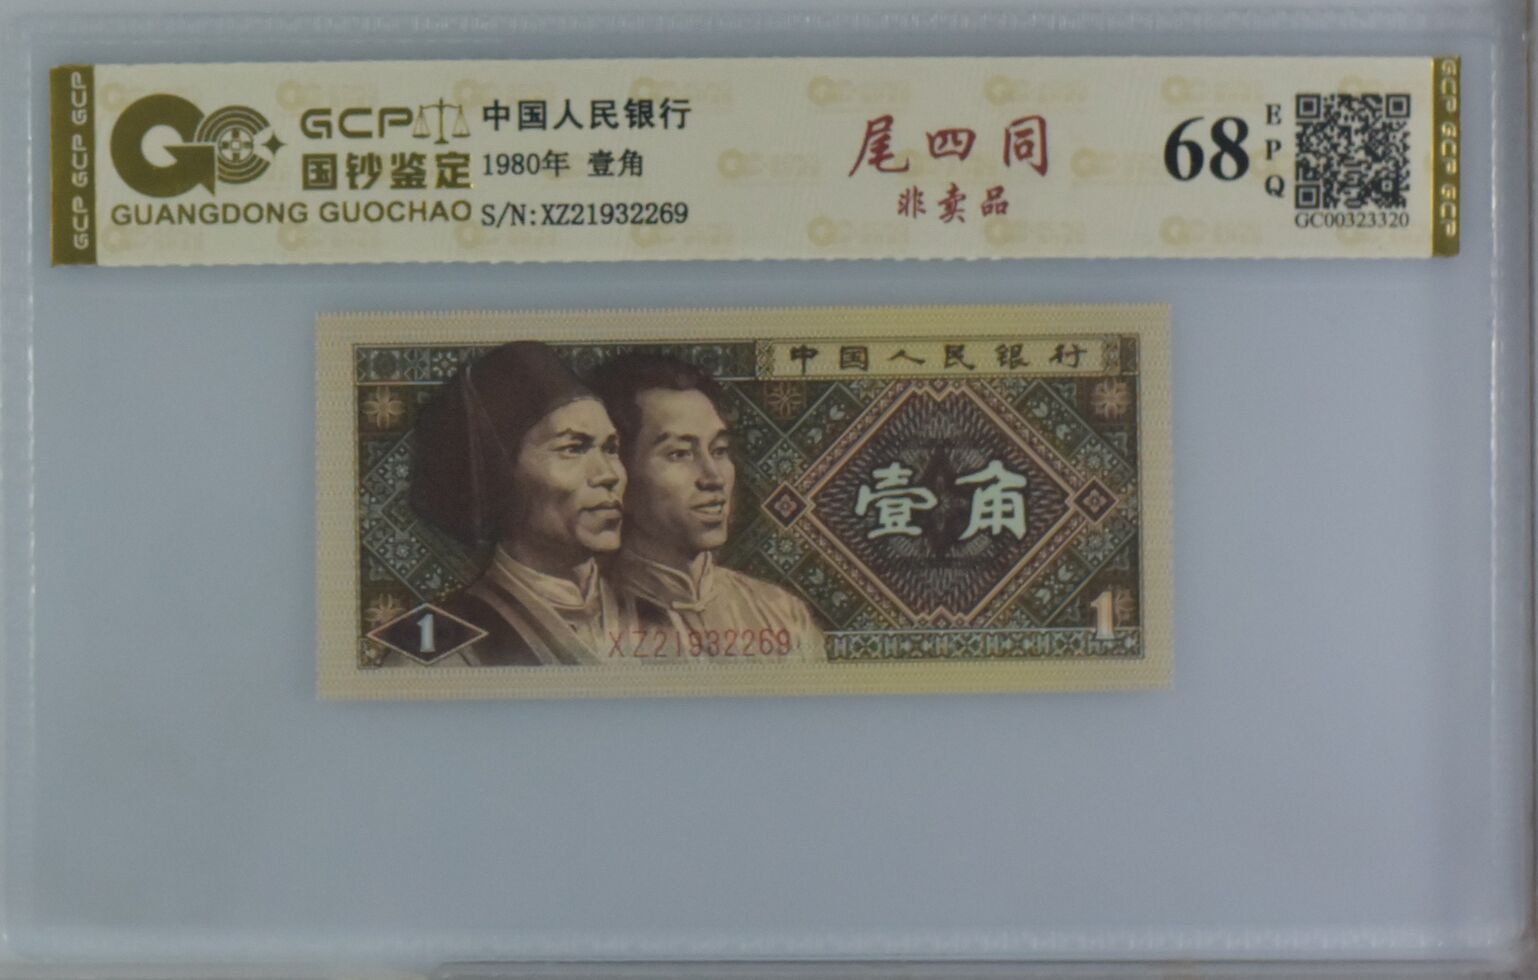 GCP GCP GCP
GCP
国钞鉴定
GUANGDONG GUOCHAO
中国人民银行
1980年 壹角
S/N:XZ21932269
尾四同
非卖品
68
EPQ
GC00323320
GCP GCP GCP
中国人民银行
壹角
1
XZ21932269
1